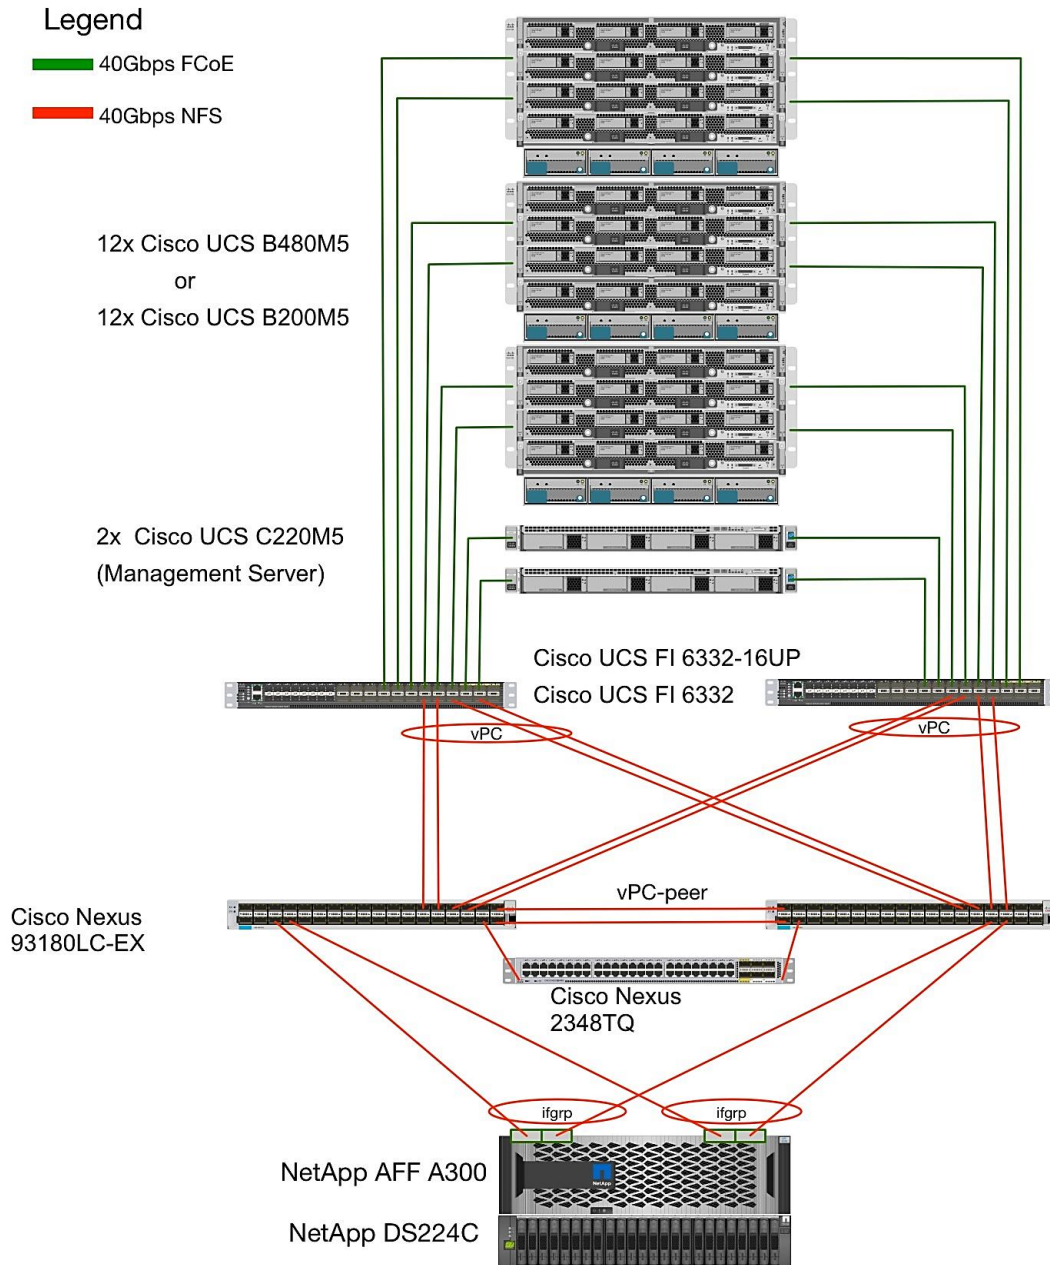 Legend
40Gbps FCoE
40Gbps NFS
12x Cisco UCS B480M5
or
12x Cisco UCS B200M5
2x Cisco UCS C220M5
(Management Server)
Cisco UCS FI 6332-16UP
Cisco UCS FI 6332
vPC
vPC
vPC-peer
Cisco Nexus
93180LC-EX
Cisco Nexus
2348TQ
ifgrp
ifgrp
NetApp AFF A300
NetApp
NetApp DS224C